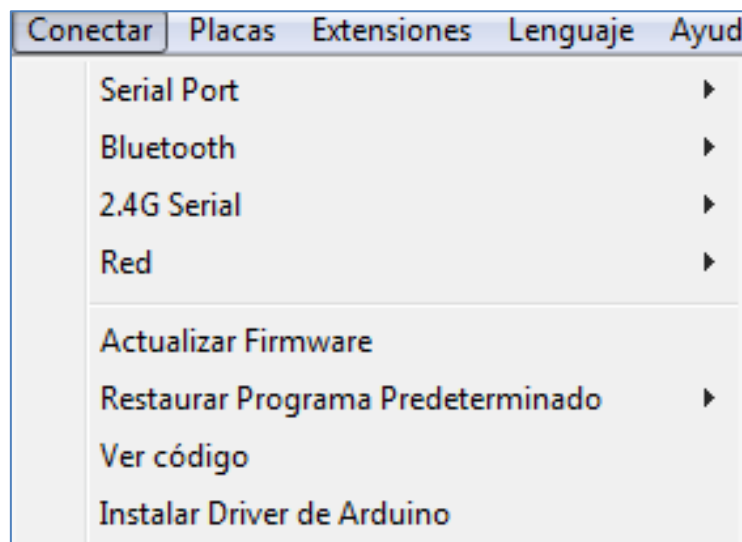 Conectar Placas Extensiones Lenguaje Ayud
Serial Port
Bluetooth
2.4G Serial
Red
Actualizar Firmware
Restaurar Programa Predeterminado
Ver código
Instalar Driver de Arduino